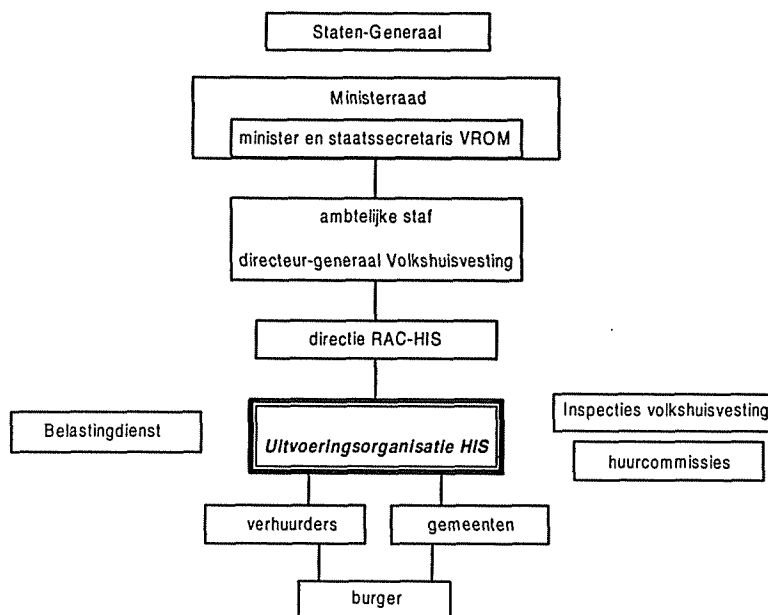 Staten-Generaal
Ministerraad
minister en staatssecretaris VROM
ambtelijke staf
directeur-generaal Volkshuisvesting
directie RAC-HIS
Belastingdienst
Uitvoeringsorganisatie HIS
Inspecties volkshuisvesting
huurcommissies
verhuurders
gemeenten
burger